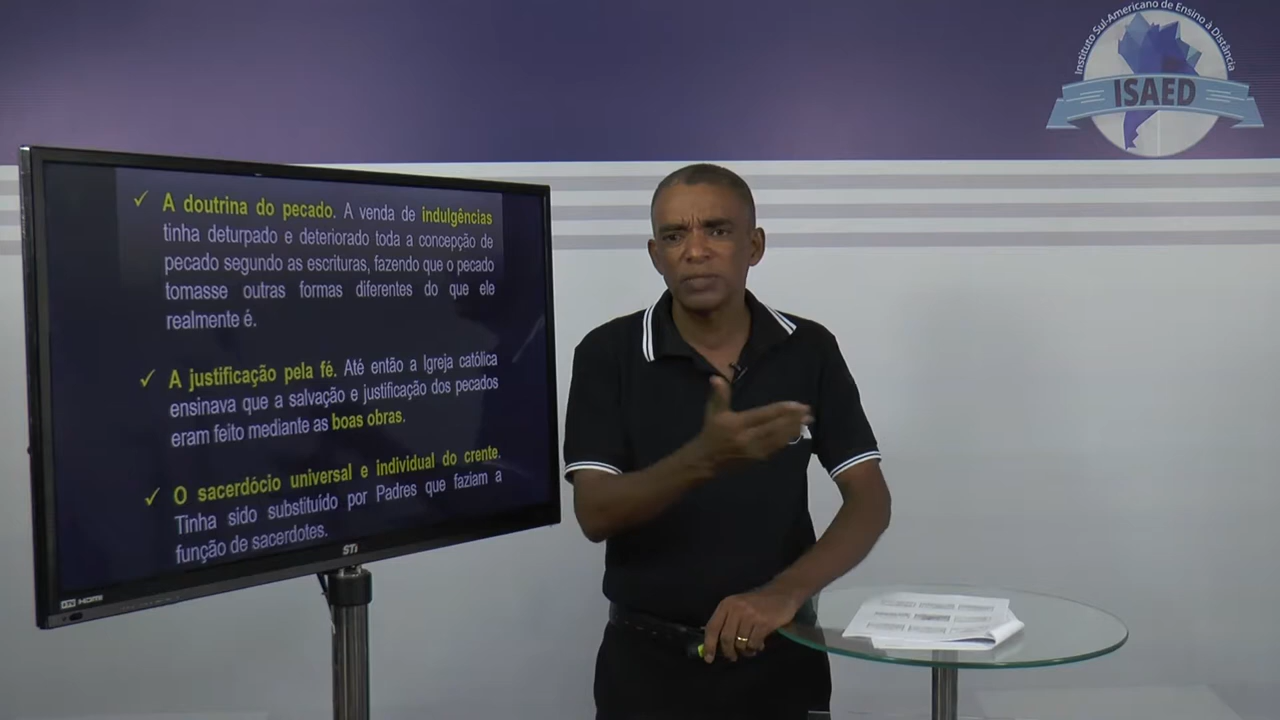 Instituto Sul-Americano de Ensino à Distância
ISAED
✓ A doutrina do pecado. A venda de indulgências
tinha deturpado e deteriorado toda a concepção de
pecado segundo as escrituras, fazendo que o pecado
tomasse outras formas diferentes do que ele
realmente é.
✓ A justificação pela fé. Até então a Igreja católica
ensinava que a salvação e justificação dos pecados
eram feito mediante as boas obras.
✓ O sacerdócio universal e individual do crente.
Tinha sido substituído por Padres que faziam a
função de sacerdotes.
STi
HDMI